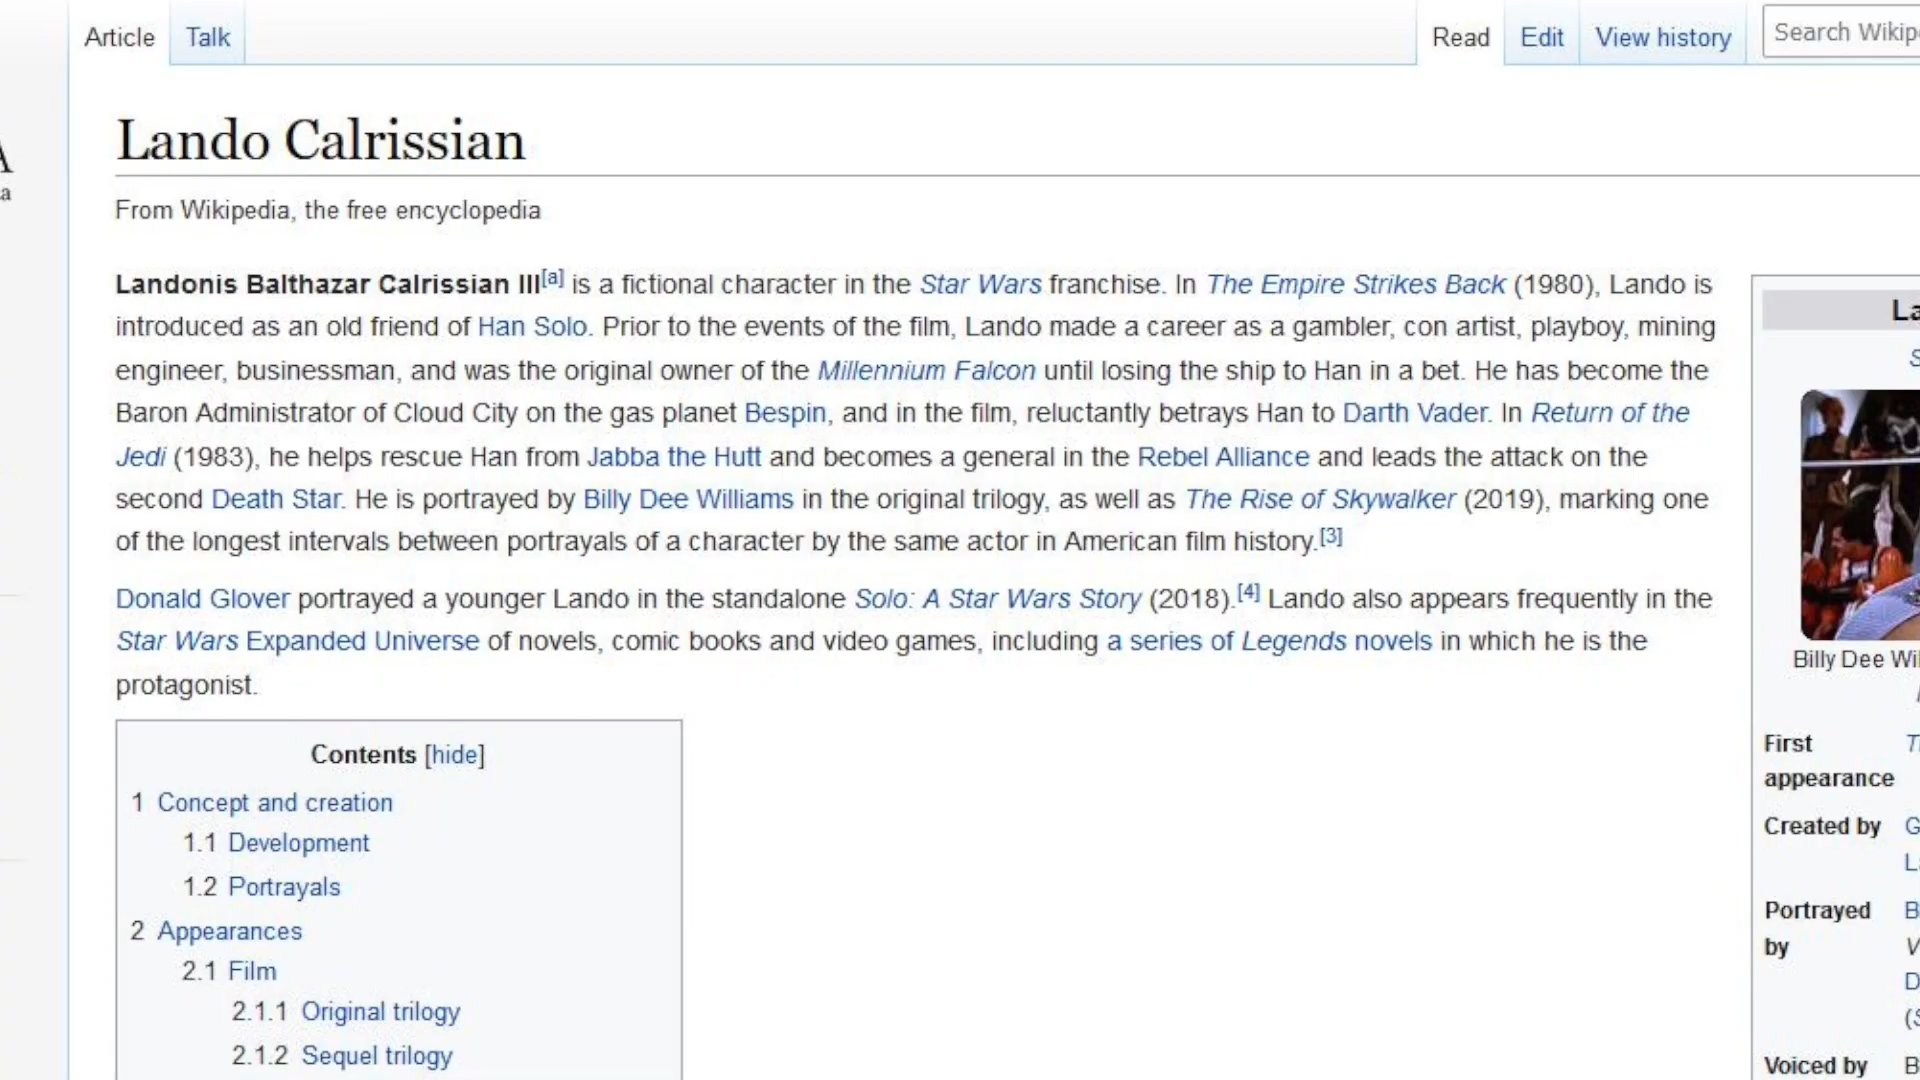 Article Talk Read Edit View history Search Wikip
Lando Calrissian
From Wikipedia, the free encyclopedia
Landonis Balthazar Calrissian III[a] is a fictional character in the Star Wars franchise. In The Empire Strikes Back (1980), Lando is
introduced as an old friend of Han Solo. Prior to the events of the film, Lando made a career as a gambler, con artist, playboy, mining
engineer, businessman, and was the original owner of the Millennium Falcon until losing the ship to Han in a bet. He has become the
Baron Administrator of Cloud City on the gas planet Bespin, and in the film, reluctantly betrays Han to Darth Vader. In Return of the
Jedi (1983), he helps rescue Han from Jabba the Hutt and becomes a general in the Rebel Alliance and leads the attack on the
second Death Star. He is portrayed by Billy Dee Williams in the original trilogy, as well as The Rise of Skywalker (2019), marking one
of the longest intervals between portrayals of a character by the same actor in American film history.[3]
Donald Glover portrayed a younger Lando in the standalone Solo: A Star Wars Story (2018).[4] Lando also appears frequently in the
Star Wars Expanded Universe of novels, comic books and video games, including a series of Legends novels in which he is the
protagonist.
Contents [hide]
1 Concept and creation
1.1 Development
1.2 Portrayals
2 Appearances
2.1 Film
2.1.1 Original trilogy
2.1.2 Sequel trilogy
La
Billy Dee Wi
First
appearance
Created by
Portrayed
by
Voiced by